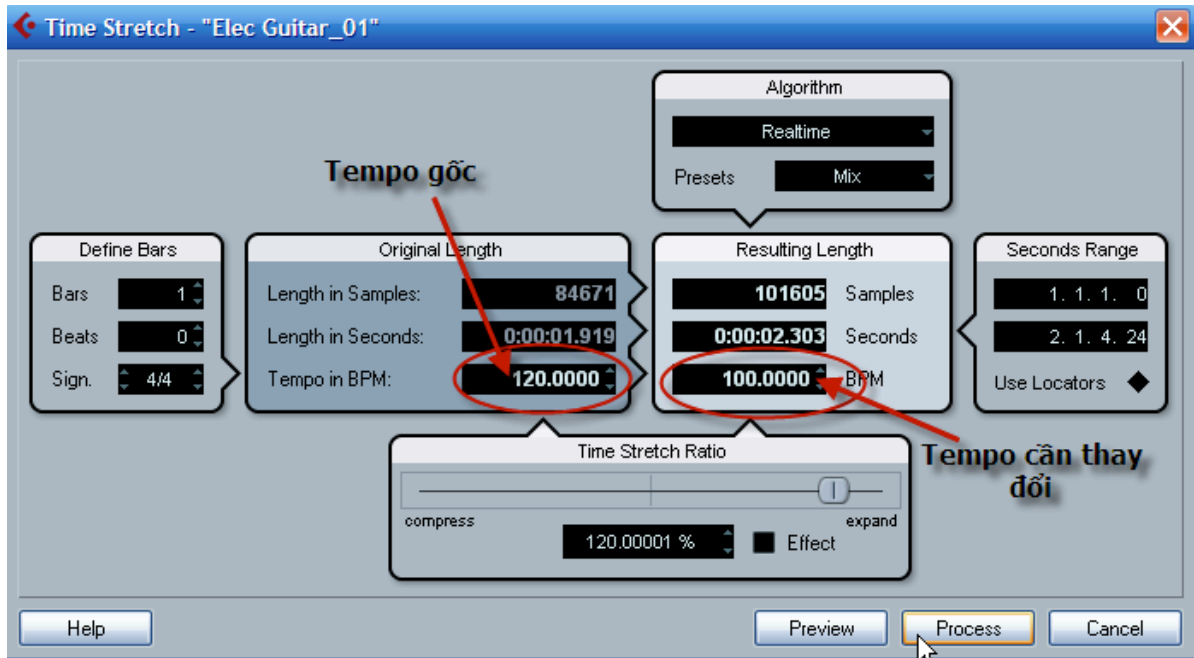 Time Stretch - "Elec Guitar_01"
Algorithm
Realtime
Presets Mix
Tempo gốc
Define Bars
Bars 1
Beats 0
Sign. 4/4
Original Length
Length in Samples: 84671
Length in Seconds: 0:00:01.919
Tempo in BPM: 120.0000
Resulting Length
101605 Samples
0:00:02.303 Seconds
100.0000 BPM
Seconds Range
1. 1. 1. 0
2. 1. 4. 24
Use Locators
Tempo cần thay
đổi
Time Stretch Ratio
compress expand
120.00001 % Effect
Help Preview Process Cancel